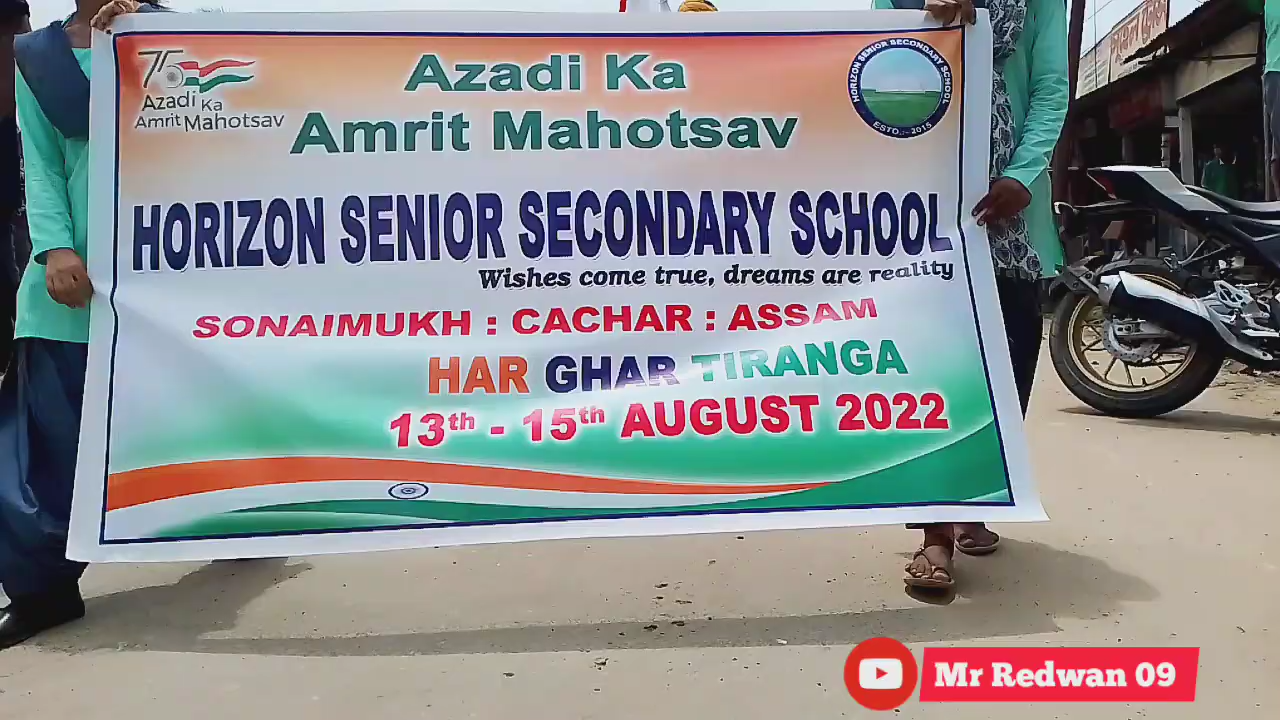 75
Azadi Ka
Amrit Mahotsav
Azadi Ka
Amrit Mahotsav
HORIZON SENIOR SECONDARY SCHOOL
ESTD.:- 2015
HORIZON SENIOR SECONDARY SCHOOL
Wishes come true, dreams are reality
SONAIMUKH : CACHAR : ASSAM
HAR GHAR TIRANGA
13th - 15th AUGUST 2022
Mr Redwan 09